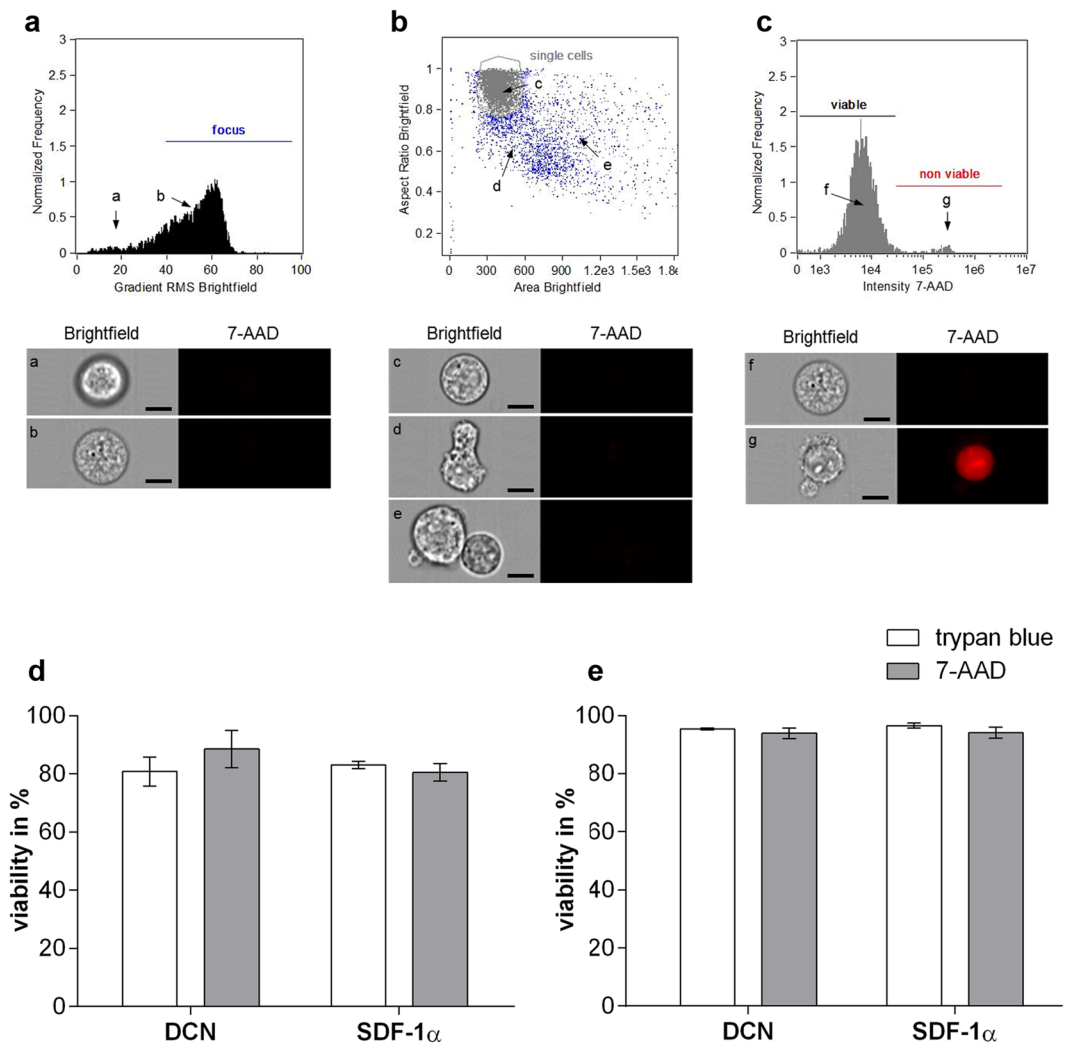 a
3
2.5
2
1.5
1
0.5
0
Normalized Frequency
focus
a
b
0 20 40 60 80 100
Gradient RMS Brightfield
b
1
0.8
0.6
0.4
0.2
Aspect Ratio Brightfield
single cells
c
d
e
0 300 600 900 1.2e3 1.5e3 1.8e
Area Brightfield
c
3
2.5
2
1.5
1
0.5
0
Normalized Frequency
viable
non viable
f
g
0 1e3 1e4 1e5 1e6 1e7
Intensity 7-AAD
Brightfield 7-AAD
a
b
Brightfield 7-AAD
c
d
e
Brightfield 7-AAD
f
g
trypan blue
7-AAD
d
100
80
60
40
20
0
viability in %
DCN SDF-1α
e
100
80
60
40
20
0
viability in %
DCN SDF-1α